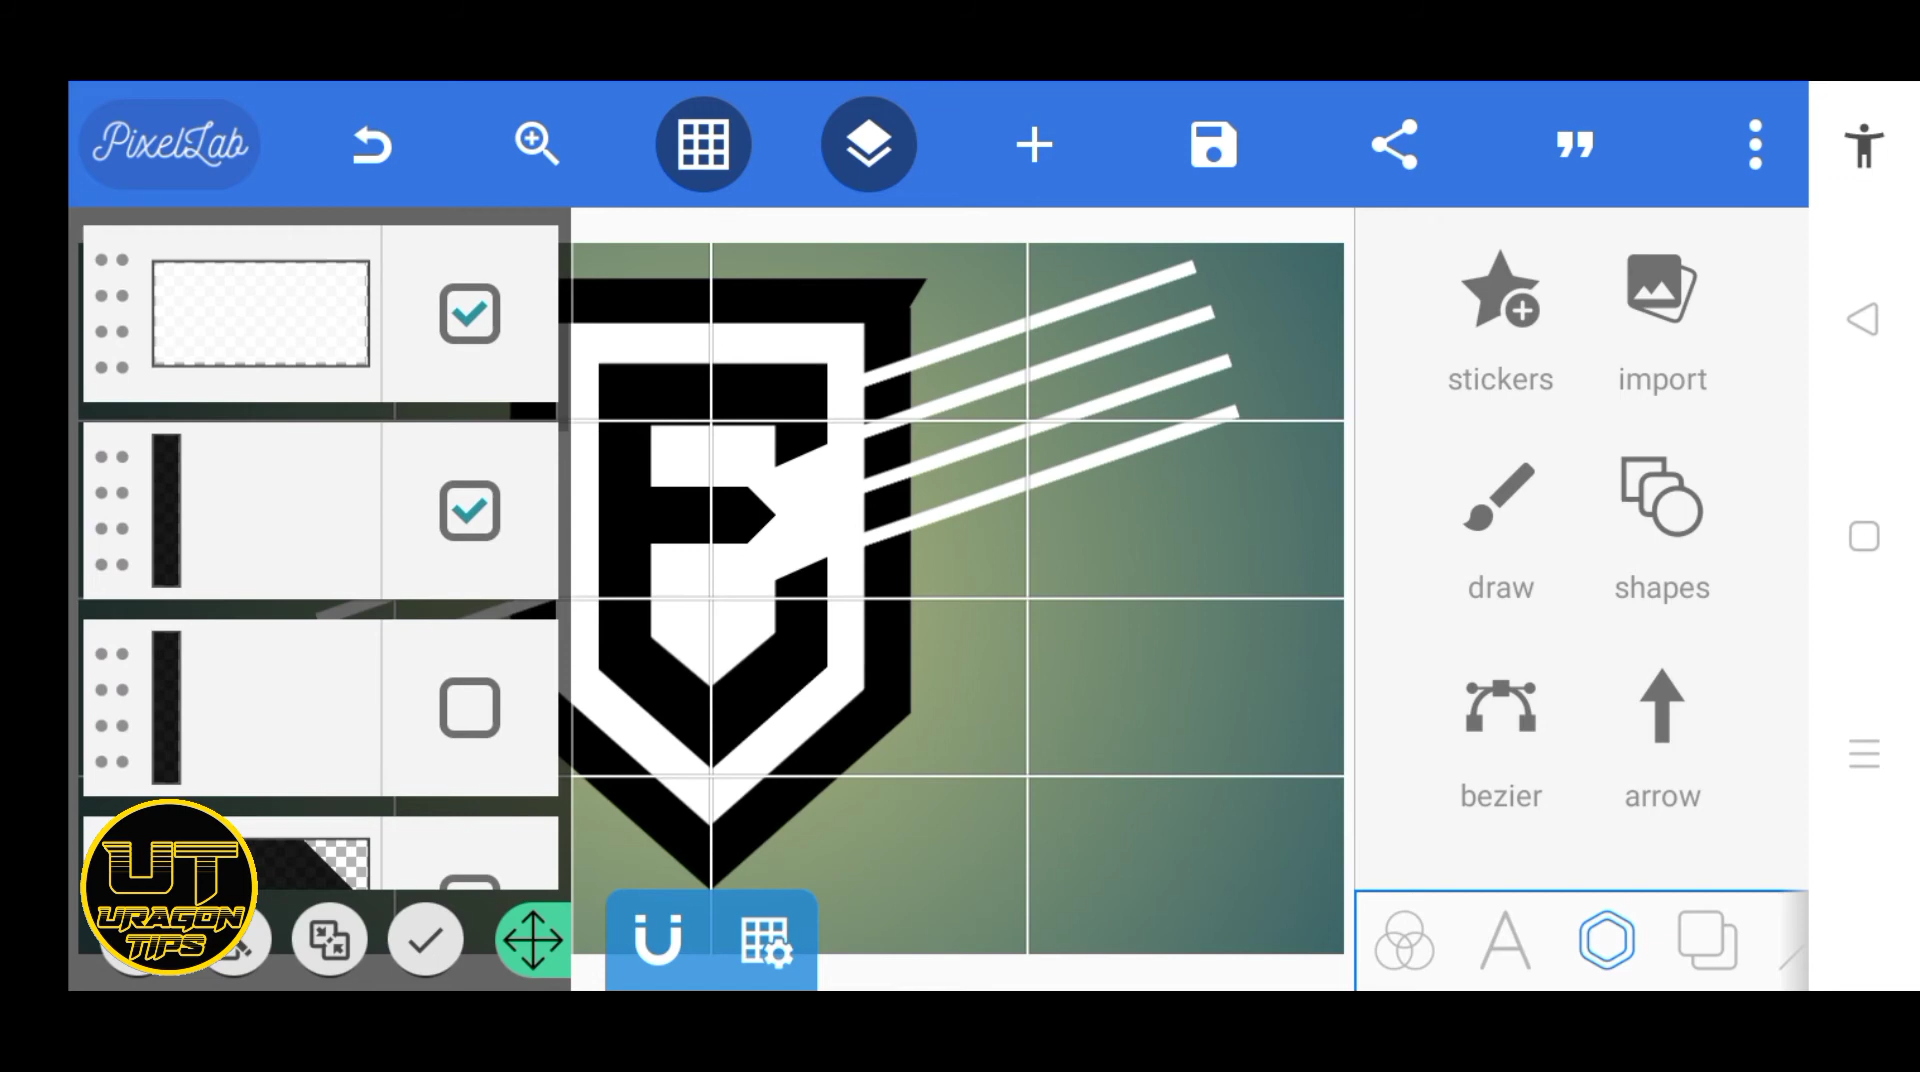 PixelLab
stickers
import
draw
shapes
bezier
arrow
UT
URAGON
TIPS